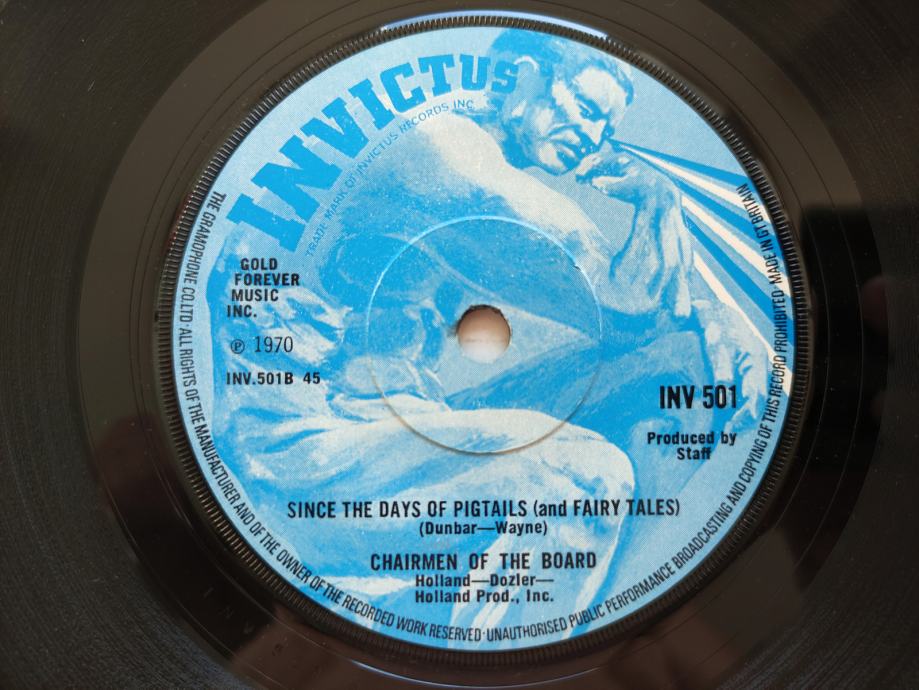 INVICTUS
TRADE MARK OF INVICTUS RECORDS INC.
GOLD
FOREVER
MUSIC
INC.
℗ 1970
INV.501B 45
INV 501
Produced by
Staff
SINCE THE DAYS OF PIGTAILS (and FAIRY TALES)
(Dunbar—Wayne)
CHAIRMEN OF THE BOARD
Holland—Dozler—
Holland Prod., Inc.
THE GRAMOPHONE CO.LTD·ALL RIGHTS OF THE MANUFACTURER AND OF THE OWNER OF THE RECORDED WORK RESERVED·UNAUTHORISED PUBLIC PERFORMANCE BROADCASTING AND COPYING OF THIS RECORD PROHIBITED·MADE IN GT BRITAIN